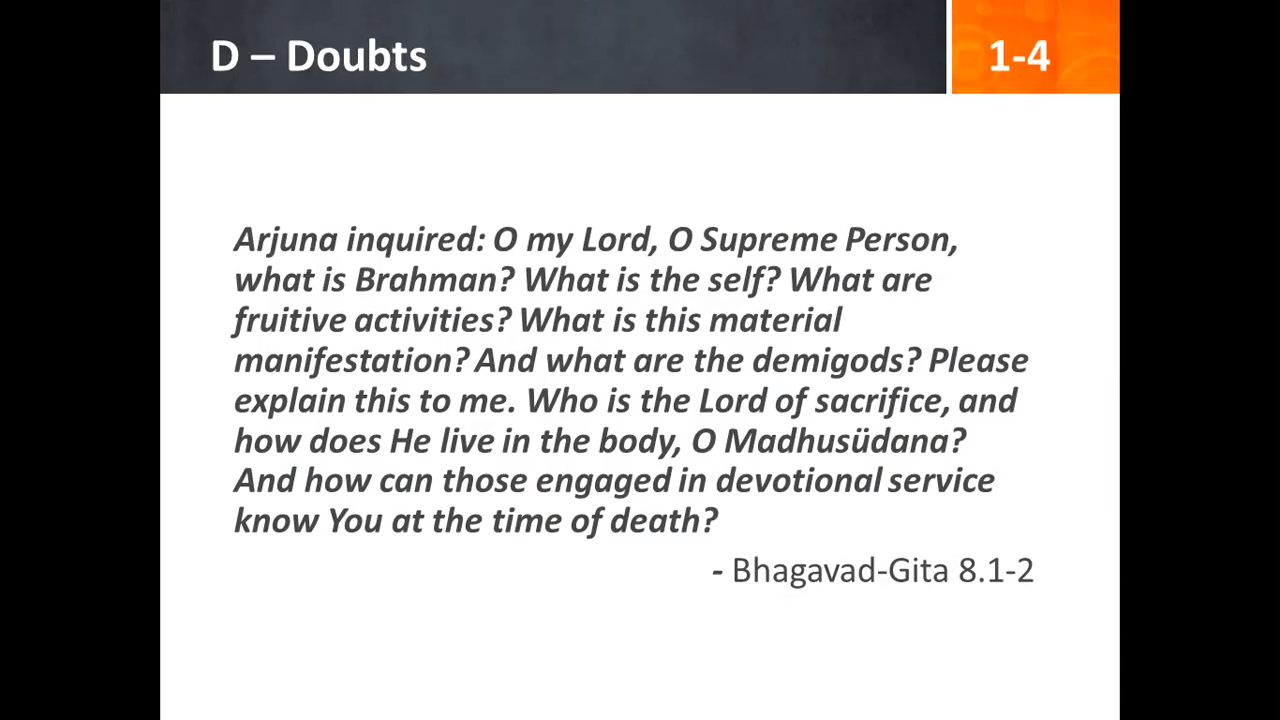 D – Doubts
1-4
Arjuna inquired: O my Lord, O Supreme Person,
what is Brahman? What is the self? What are
fruitive activities? What is this material
manifestation? And what are the demigods? Please
explain this to me. Who is the Lord of sacrifice, and
how does He live in the body, O Madhusüdana?
And how can those engaged in devotional service
know You at the time of death?
- Bhagavad-Gita 8.1-2